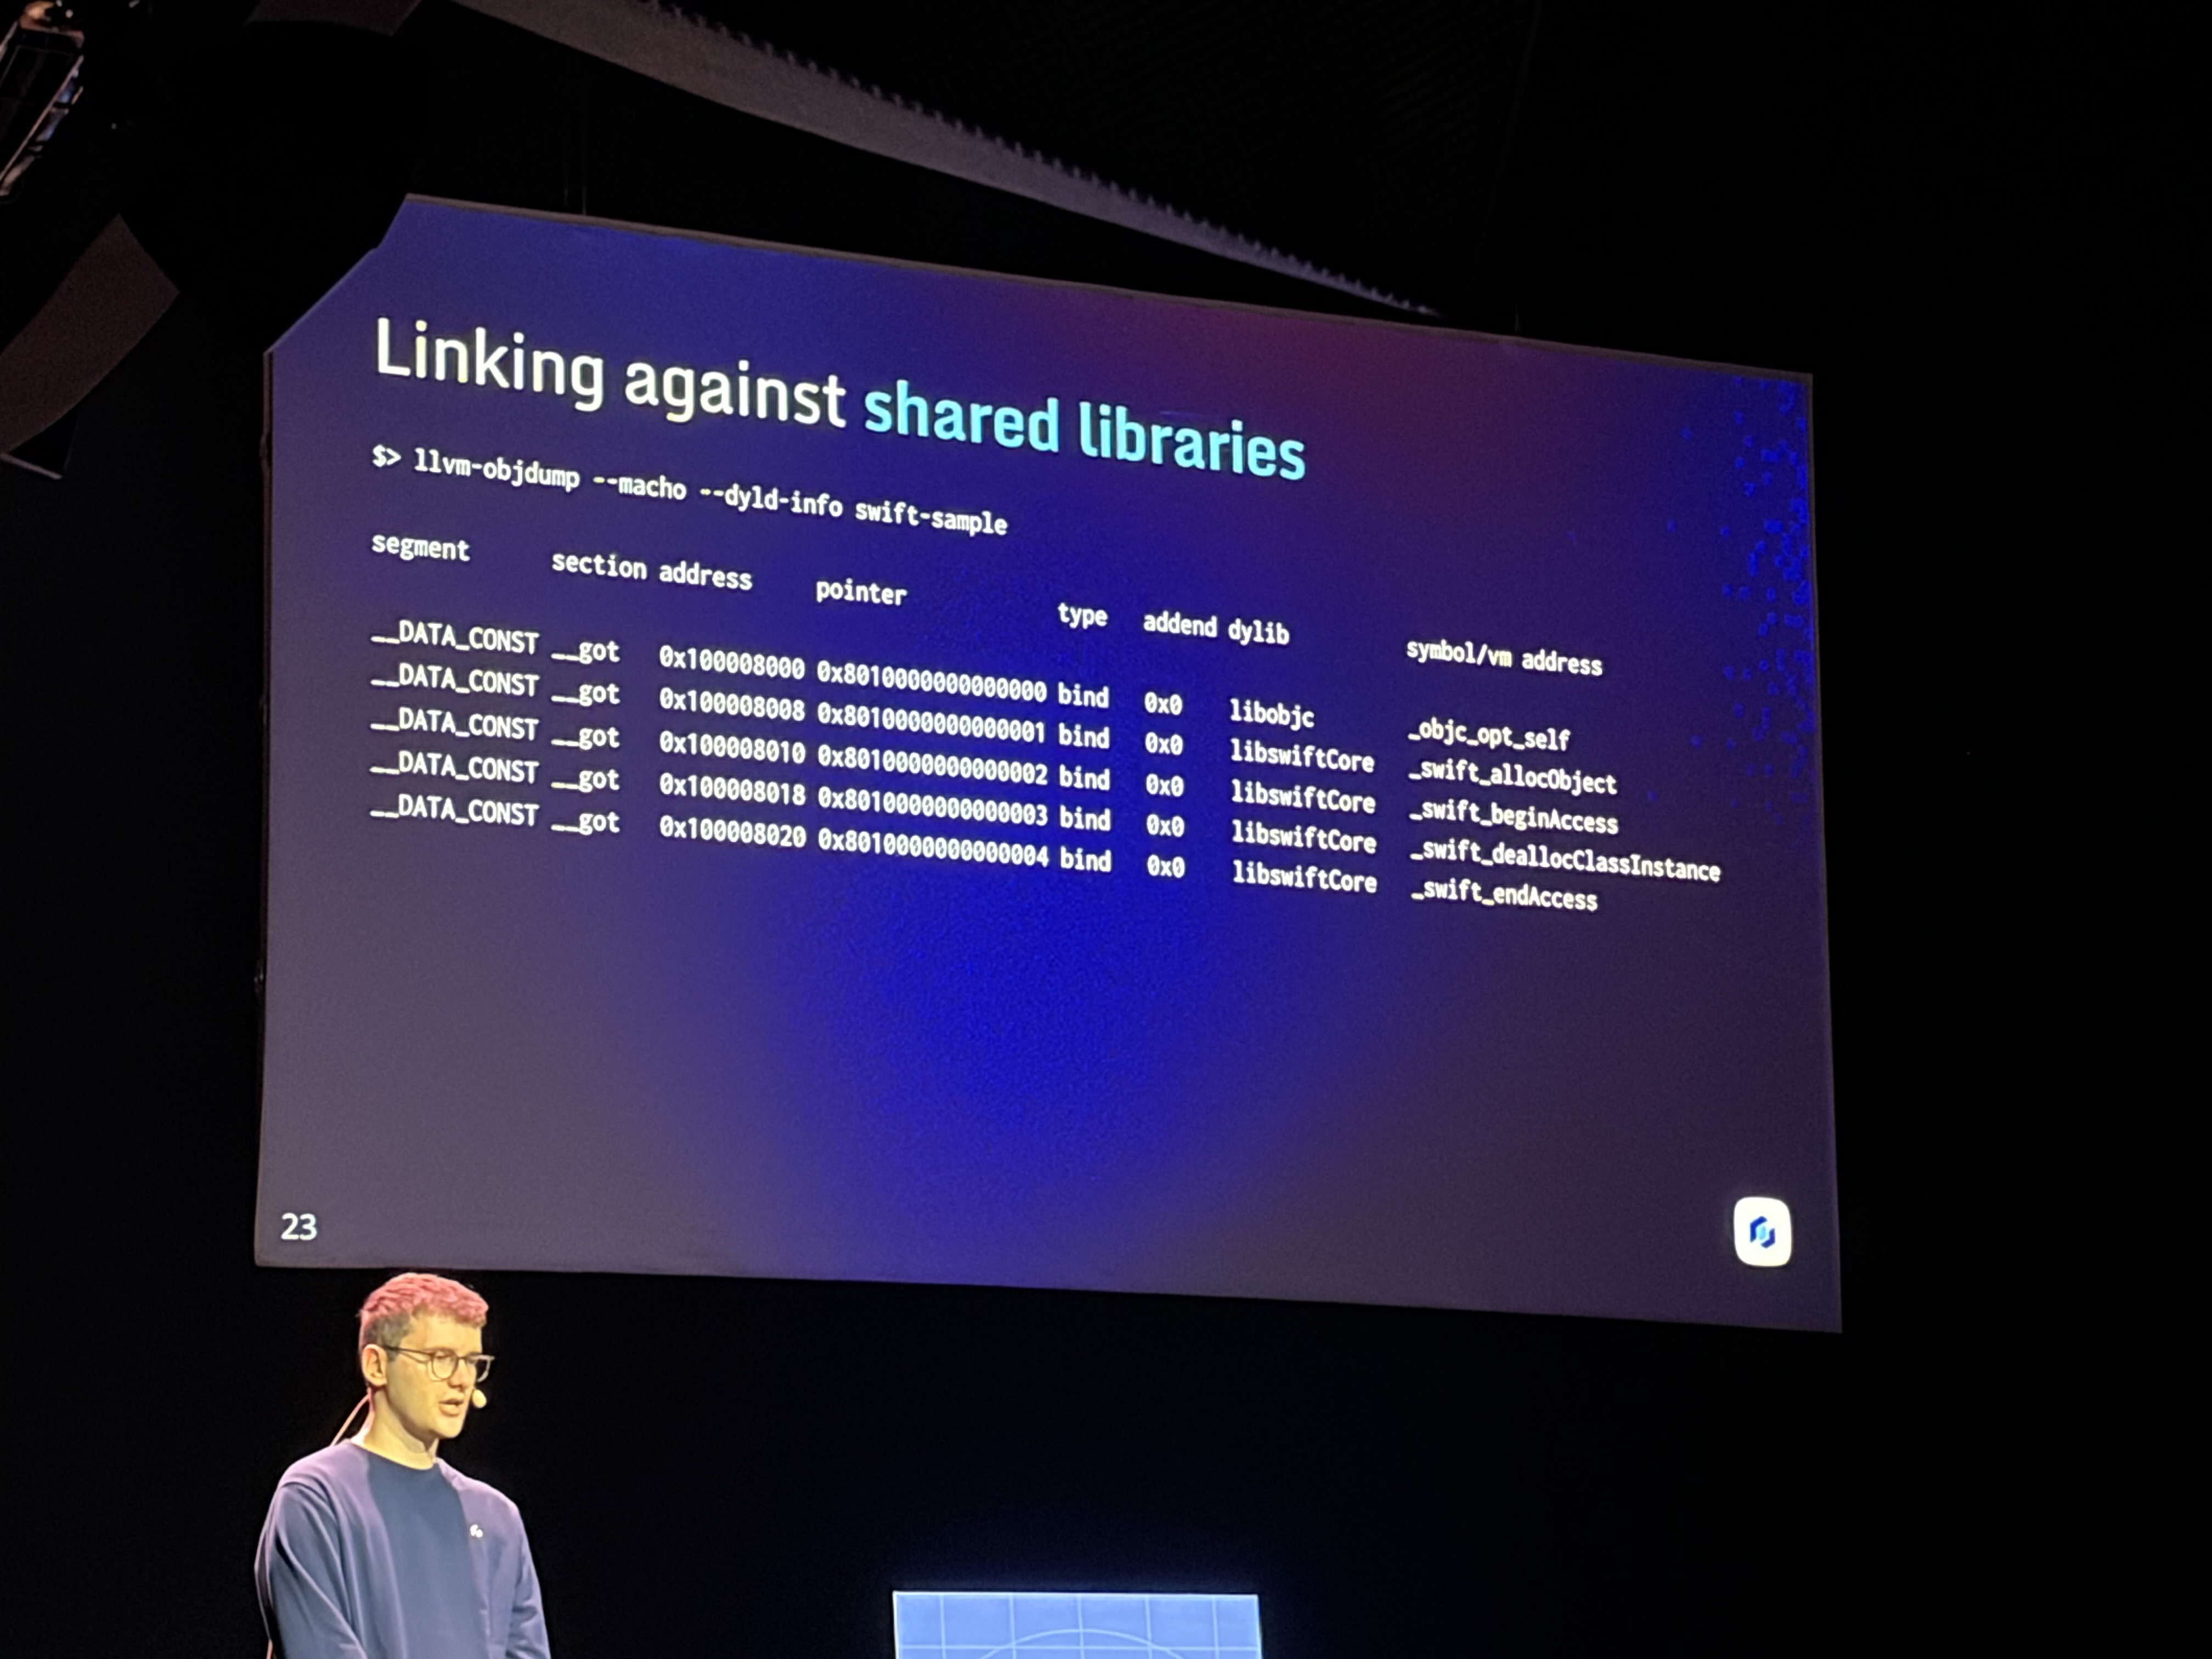 Linking against shared libraries
$> llvm-objdump --macho --dyld-info swift-sample
segment section address pointer type addend dylib symbol/vm address
__DATA_CONST __got 0x100008000 0x8010000000000000 bind 0x0 libobjc _objc_opt_self
__DATA_CONST __got 0x100008008 0x8010000000000001 bind 0x0 libswiftCore _swift_allocObject
__DATA_CONST __got 0x100008010 0x8010000000000002 bind 0x0 libswiftCore _swift_beginAccess
__DATA_CONST __got 0x100008018 0x8010000000000003 bind 0x0 libswiftCore _swift_deallocClassInstance
__DATA_CONST __got 0x100008020 0x8010000000000004 bind 0x0 libswiftCore _swift_endAccess
23